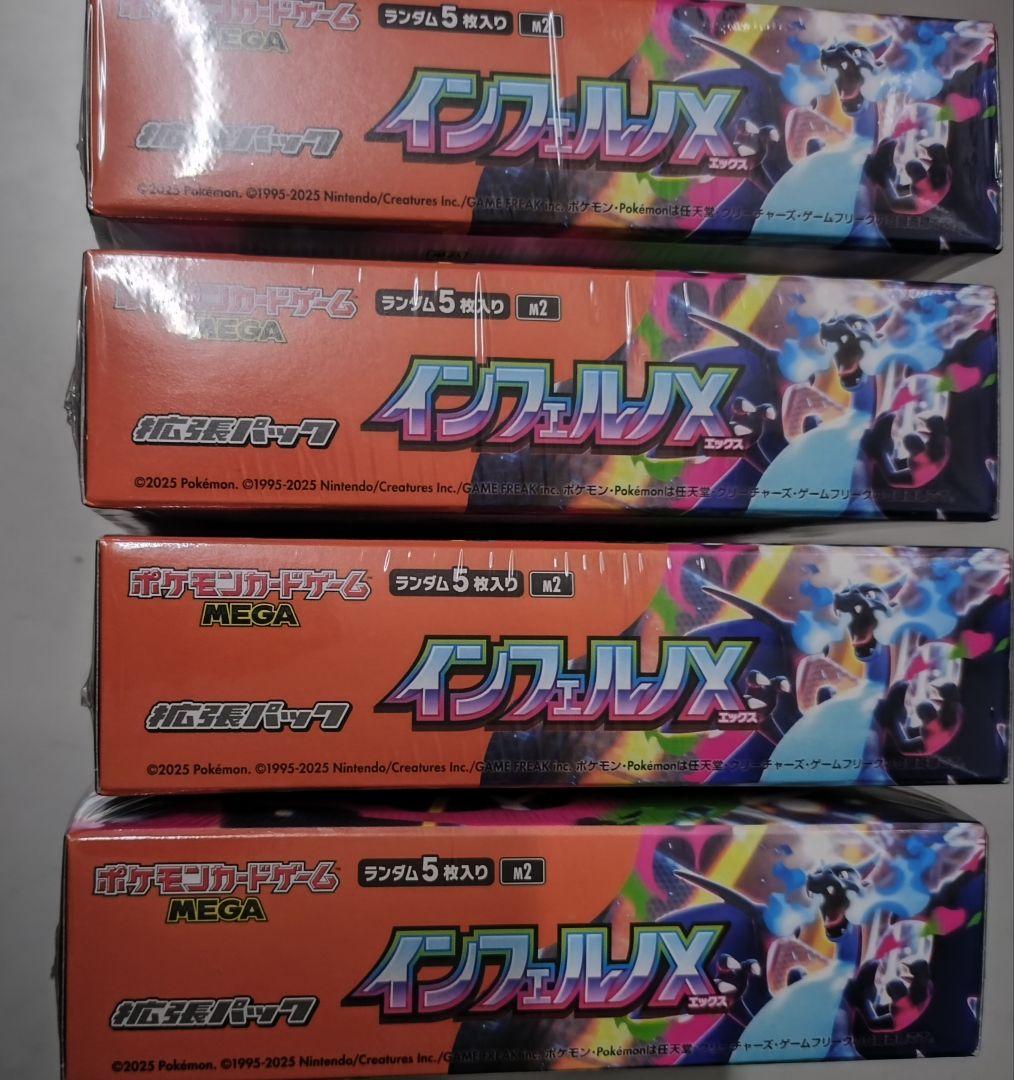 ポケモンカードゲーム
MEGA
ランダム5枚入り M2
インフェルノX
エックス
拡張パック
©2025 Pokémon. ©1995-2025 Nintendo/Creatures Inc./GAME FREAK inc. ポケモン・Pokémonは任天堂・クリーチャーズ・ゲームフリークの
ポケモンカードゲーム
MEGA
ランダム5枚入り M2
インフェルノX
エックス
拡張パック
©2025 Pokémon. ©1995-2025 Nintendo/Creatures Inc./GAME FREAK inc. ポケモン・Pokémonは任天堂・クリーチャーズ・ゲームフリークの
ポケモンカードゲーム
MEGA
ランダム5枚入り M2
インフェルノX
エックス
拡張パック
©2025 Pokémon. ©1995-2025 Nintendo/Creatures Inc./GAME FREAK inc. ポケモン・Pokémonは任天堂・クリーチャーズ・ゲームフリークの
ポケモンカードゲーム
MEGA
ランダム5枚入り M2
インフェルノX
エックス
拡張パック
©2025 Pokémon. ©1995-2025 Nintendo/Creatures Inc./GAME FREAK inc. ポケモン・Pokémonは任天堂・クリーチャーズ・ゲームフリークの